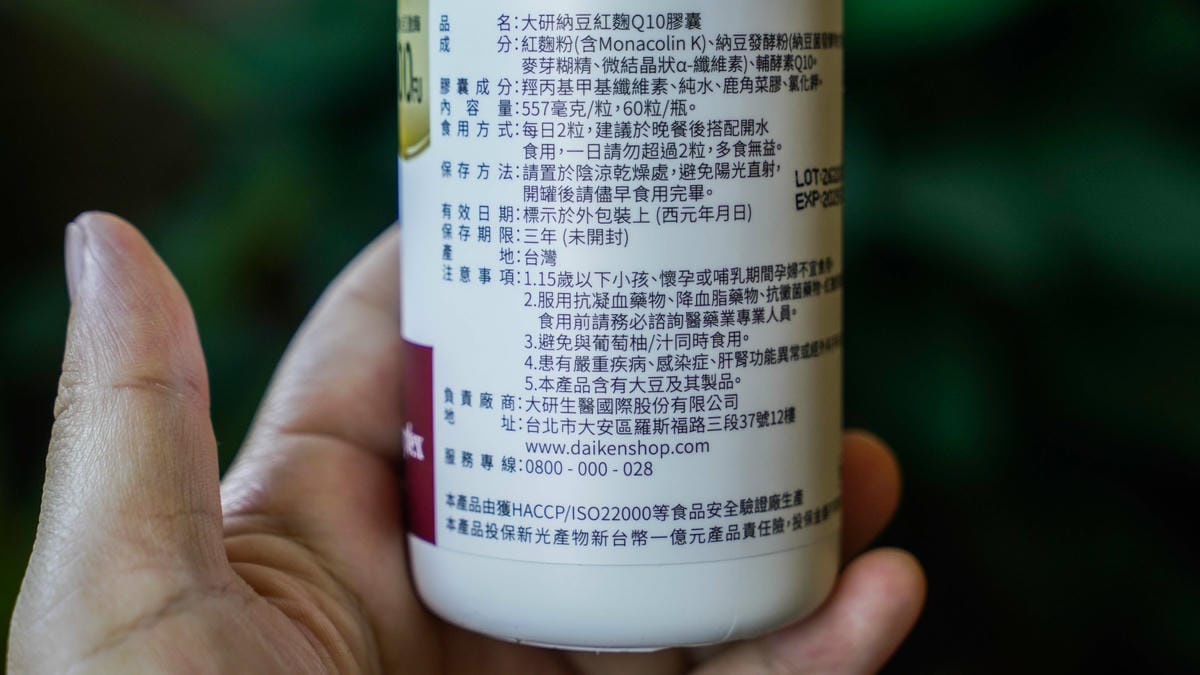 品名:大研納豆紅麴Q10膠囊
成分:紅麴粉(含Monacolin K)、納豆發酵粉(納豆菌
麥芽糊精、微結晶狀α-纖維素)、輔酵素Q10。
膠囊成分:羥丙基甲基纖維素、純水、鹿角菜膠、氯化鉀。
內容量:557毫克/粒,60粒/瓶。
食用方式:每日2粒,建議於晚餐後搭配開水
食用,一日請勿超過2粒,多食無益。
保存方法:請置於陰涼乾燥處,避免陽光直射,
開罐後請儘早食用完畢。
LOT
EXP
有效日期:標示於外包裝上 (西元年月日)
保存期限:三年 (未開封)
產地:台灣
注意事項:1.15歲以下小孩、懷孕或哺乳期間孕婦不宜食用。
2.服用抗凝血藥物、降血脂藥物、抗黴菌藥物、
食用前請務必諮詢醫藥業專業人員。
3.避免與葡萄柚/汁同時食用。
4.患有嚴重疾病、感染症、肝腎功能異常或
5.本產品含有大豆及其製品。
負責廠商:大研生醫國際股份有限公司
地址:台北市大安區羅斯福路三段37號12樓
www.daikenshop.com
服務專線:0800 - 000 - 028
本產品由獲HACCP/ISO22000等食品安全驗證廠生產
本產品投保新光產物新台幣一億元產品責任險,投保金額